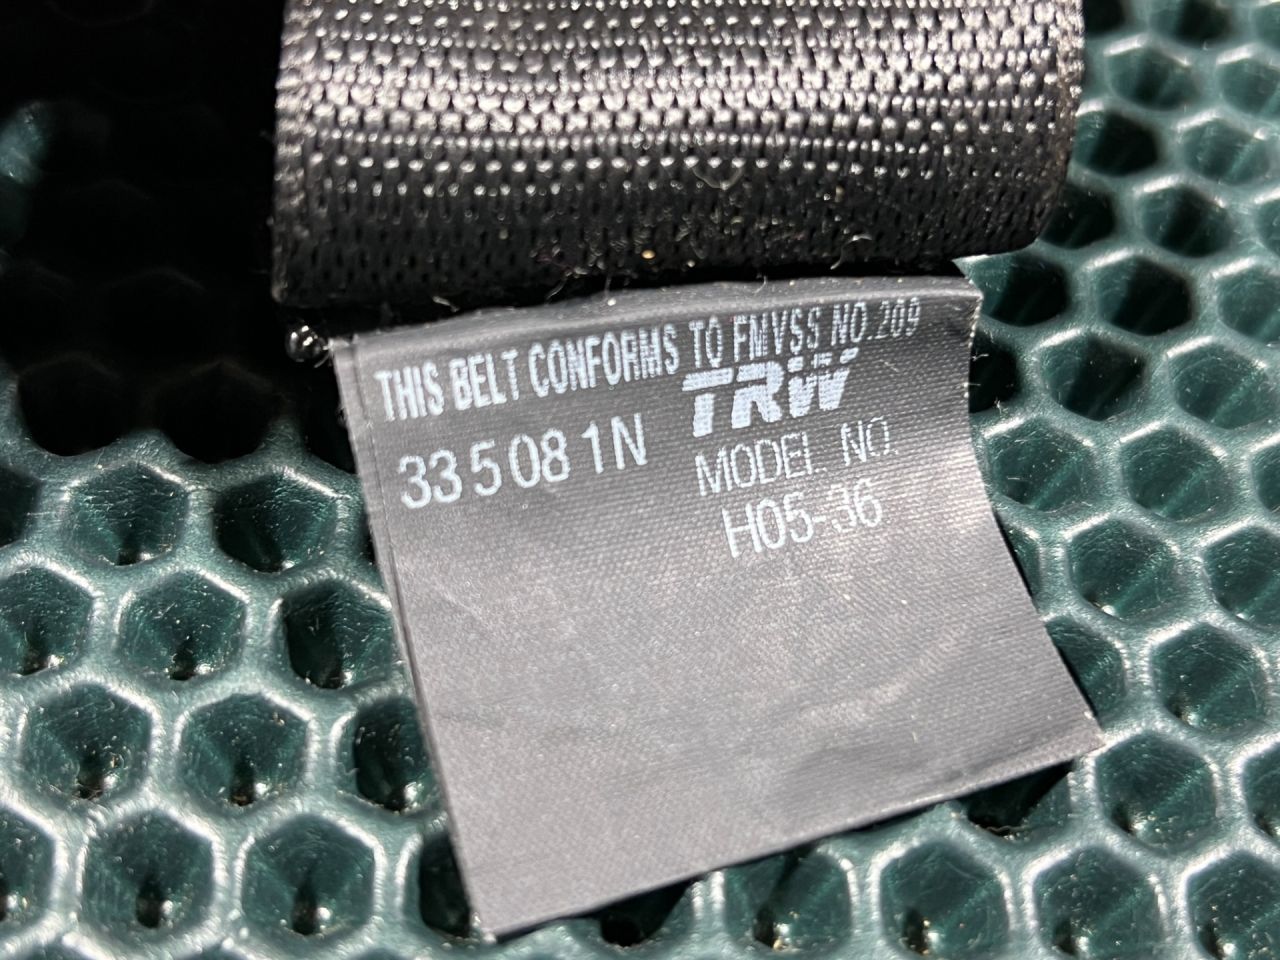 THIS BELT CONFORMS TO FMVSS NO.209
TRW
335081N
MODEL NO.
H05-36